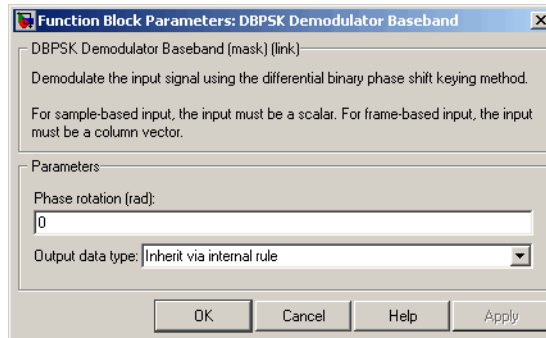 Function Block Parameters: DBPSK Demodulator Baseband
DBPSK Demodulator Baseband (mask) (link)
Demodulate the input signal using the differential binary phase shift keying method.
For sample-based input, the input must be a scalar. For frame-based input, the input
must be a column vector.
Parameters
Phase rotation (rad):
0
Output data type: Inherit via internal rule
OK Cancel Help Apply